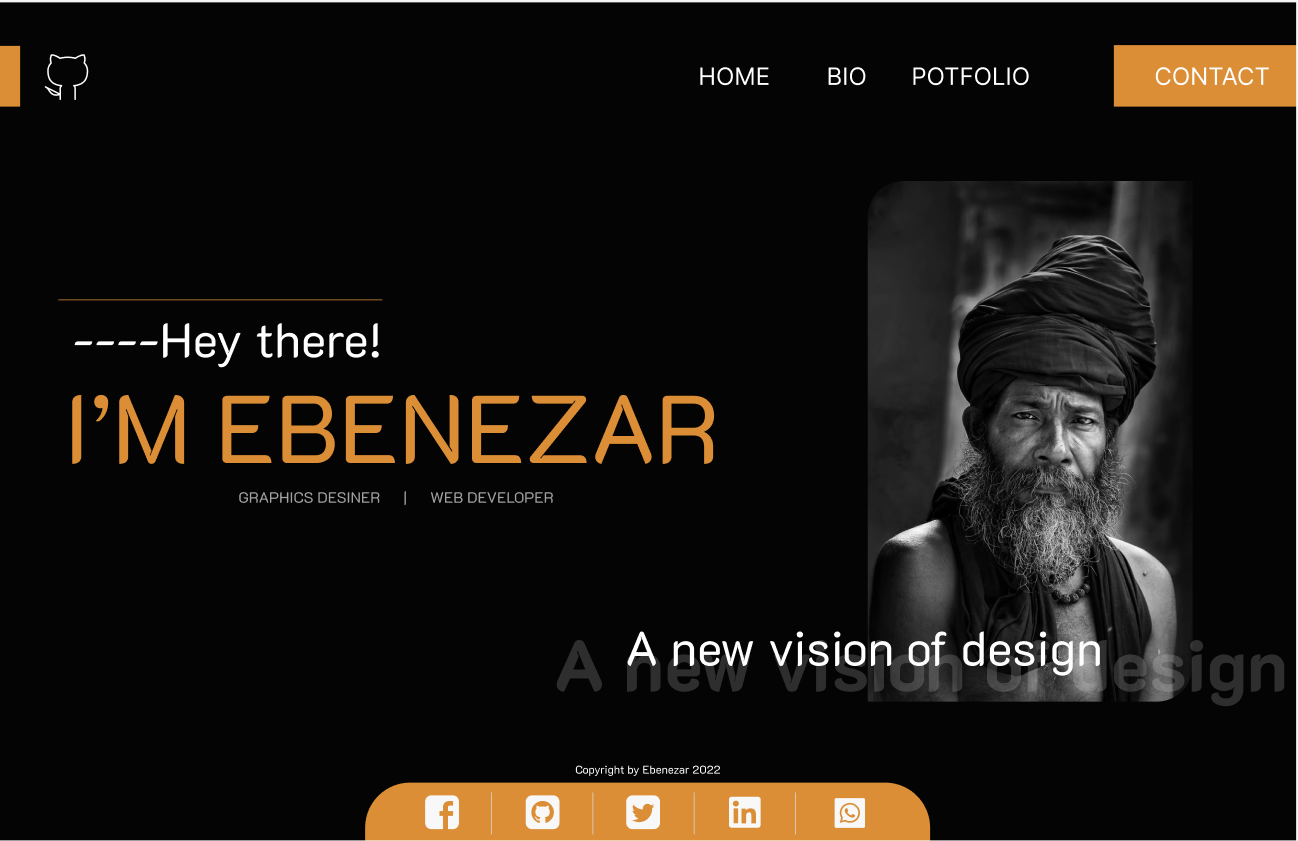 HOME BIO POTFOLIO CONTACT
----Hey there!
I’M EBENEZAR
GRAPHICS DESINER | WEB DEVELOPER
A new vision of design
A new vision of design
Copyright by Ebenezar 2022